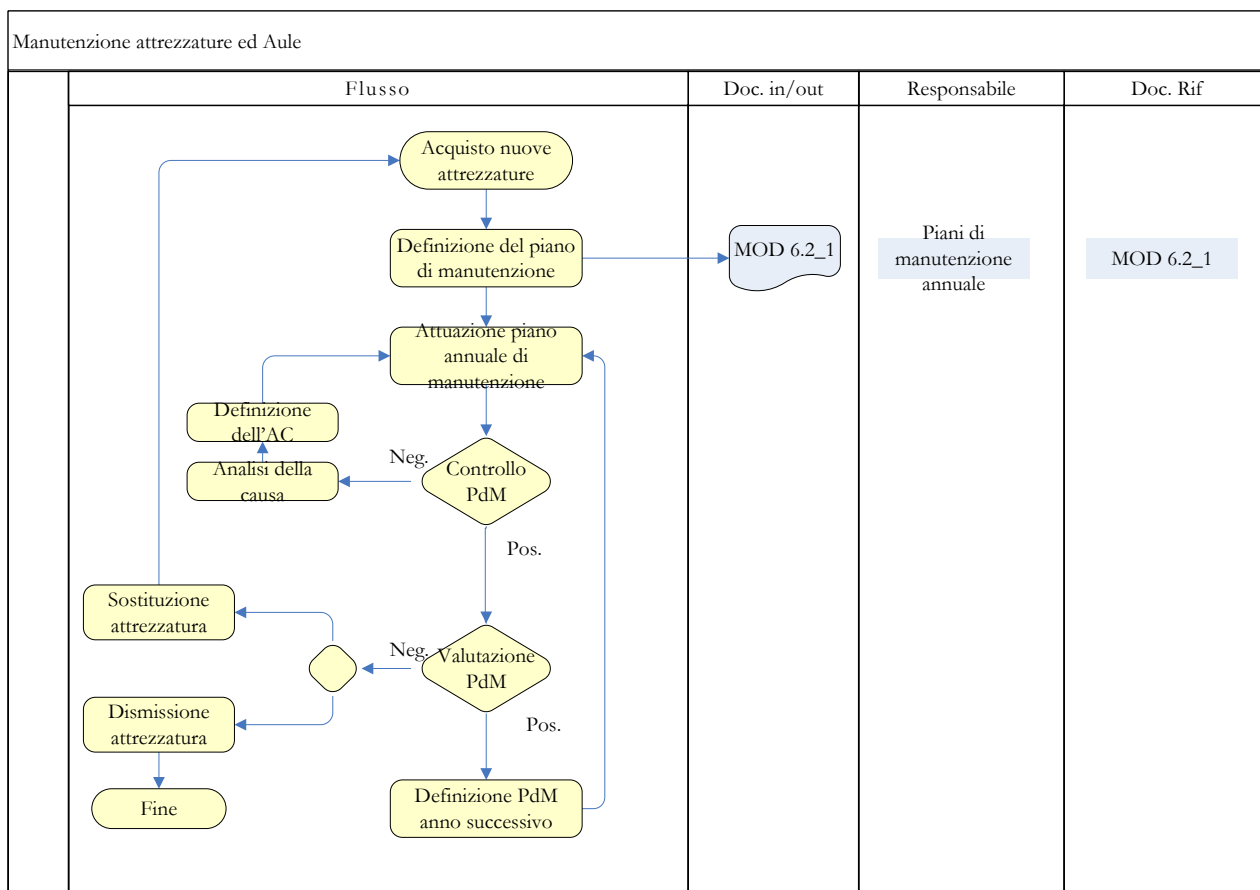 Manutenzione attrezzature ed Aule
Flusso
Doc. in/out
Responsabile
Doc. Rif
Acquisto nuove
attrezzature
Definizione del piano
di manutenzione
MOD 6.2_1
Piani di
manutenzione
annuale
MOD 6.2_1
Attuazione piano
annuale di
manutenzione
Definizione
dell'AC
Analisi della
causa
Neg.
Controllo
PdM
Pos.
Sostituzione
attrezzatura
Neg.
Valutazione
PdM
Dismissione
attrezzatura
Pos.
Fine
Definizione PdM
anno successivo